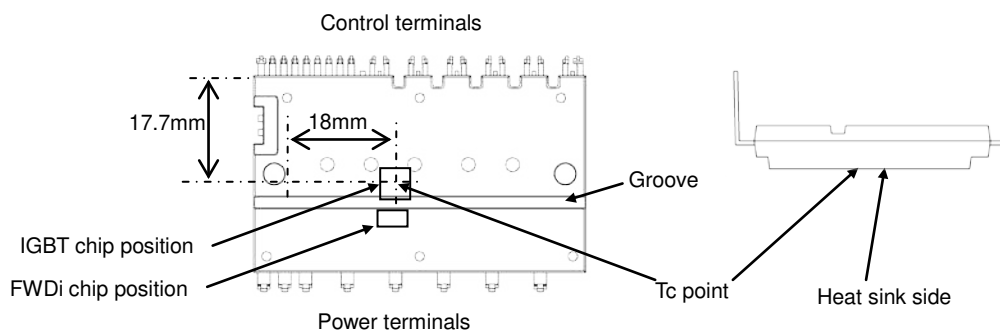 Control terminals
17.7mm
18mm
Groove
IGBT chip position
FWDi chip position
Tc point
Heat sink side
Power terminals